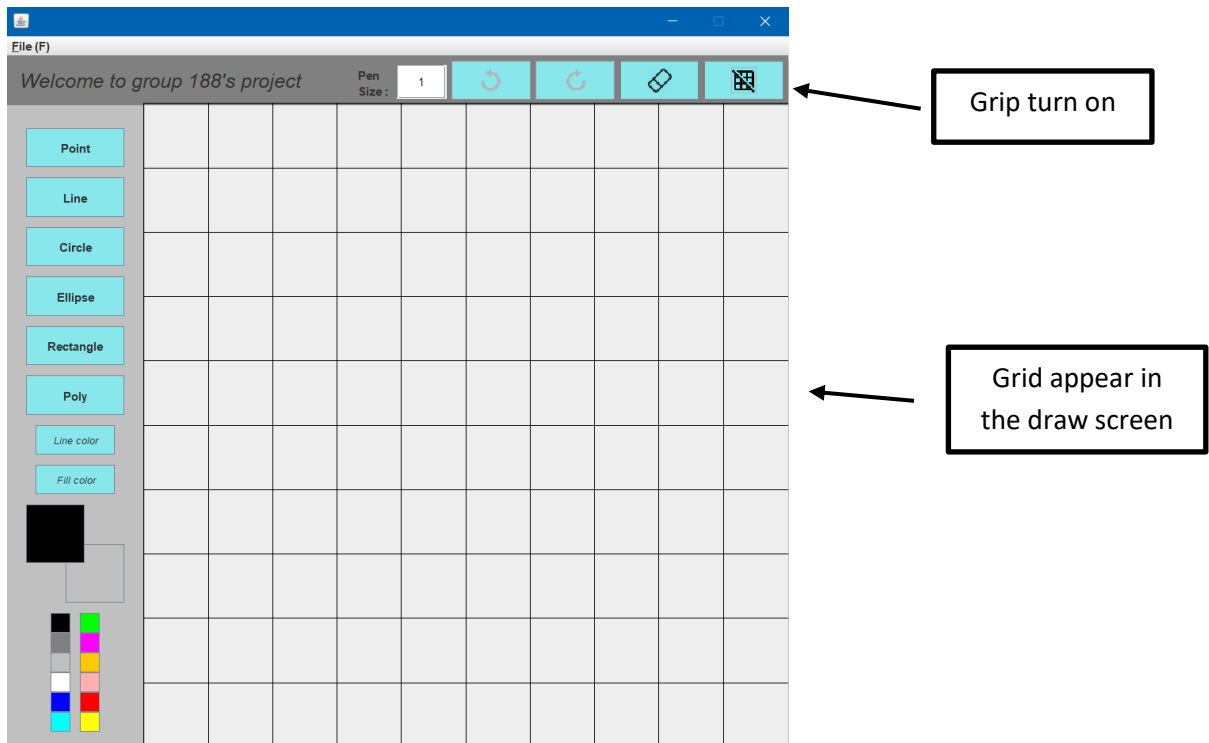 File (F)
Welcome to group 188's project
Pen
Size :
1
Grip turn on
Point
Line
Circle
Ellipse
Rectangle
Poly
Line color
Fill color
Grid appear in
the draw screen